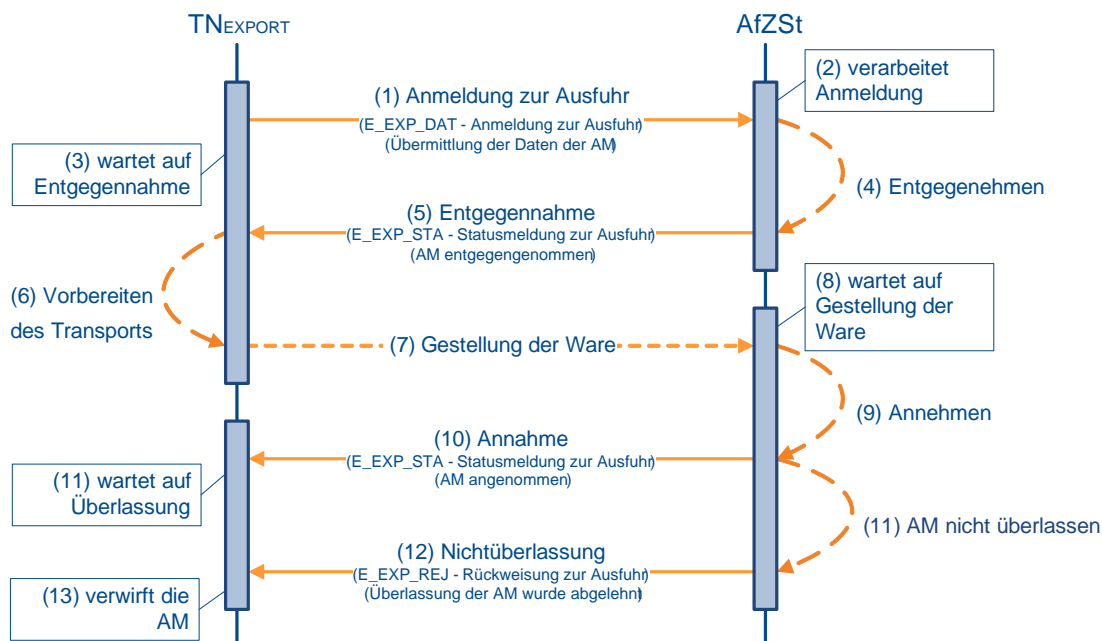 TNEXPORT
AfZSt
(1) Anmeldung zur Ausfuhr
(E_EXP_DAT - Anmeldung zur Ausfuhr)
(Übermittlung der Daten der AM)
(2) verarbeitet
Anmeldung
(3) wartet auf
Entgegennahme
(4) Entgegenehmen
(5) Entgegennahme
(E_EXP_STA - Statusmeldung zur Ausfuhr)
(AM entgegengenommen)
(6) Vorbereiten
des Transports
(7) Gestellung der Ware
(8) wartet auf
Gestellung der
Ware
(9) Annehmen
(10) Annahme
(E_EXP_STA - Statusmeldung zur Ausfuhr)
(AM angenommen)
(11) wartet auf
Überlassung
(11) AM nicht überlassen
(12) Nichtüberlassung
(E_EXP_REJ - Rückweisung zur Ausfuhr)
(Überlassung der AM wurde abgelehn)
(13) verwirft die
AM